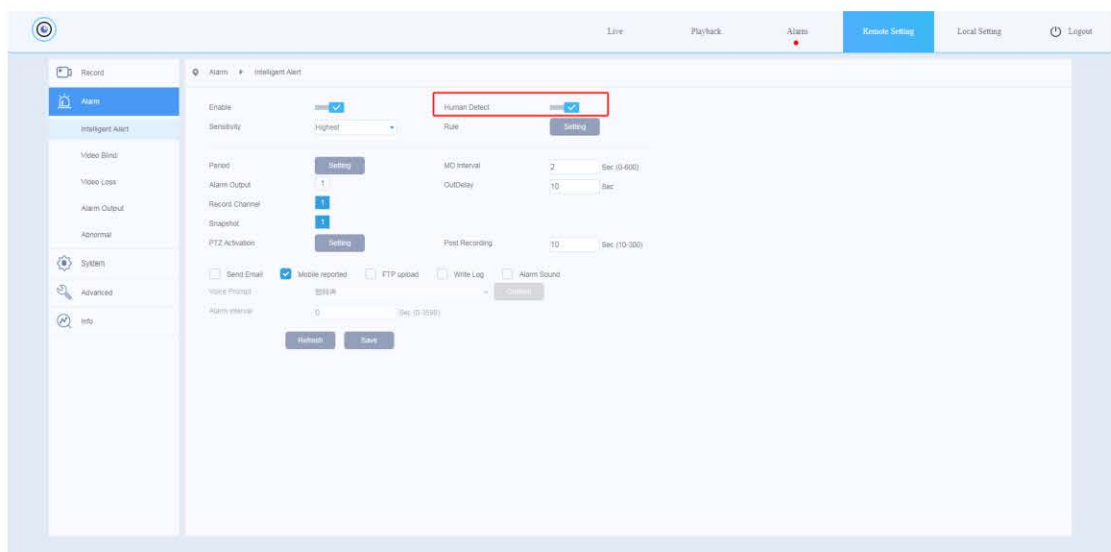 Live Playback Alarm Remote Setting Local Setting Logout
Record
Alarm Intelligent Alert
Alarm
Intelligent Alert
Video Blind
Video Loss
Alarm Output
Abnormal
System
Advanced
Info
Enable Human Detect
Sensitivity Highest Rule Setting
Period Setting MD Interval 2 Sec (0-600)
Alarm Output 1 OutDelay 10 Sec
Record Channel 1
Snapshot 1
PTZ Activation Setting Post Recording 10 Sec (10-300)
Send Email Mobile reported FTP upload Write Log Alarm Sound
Voice Prompt
Alarm Interval 0
Refresh Save